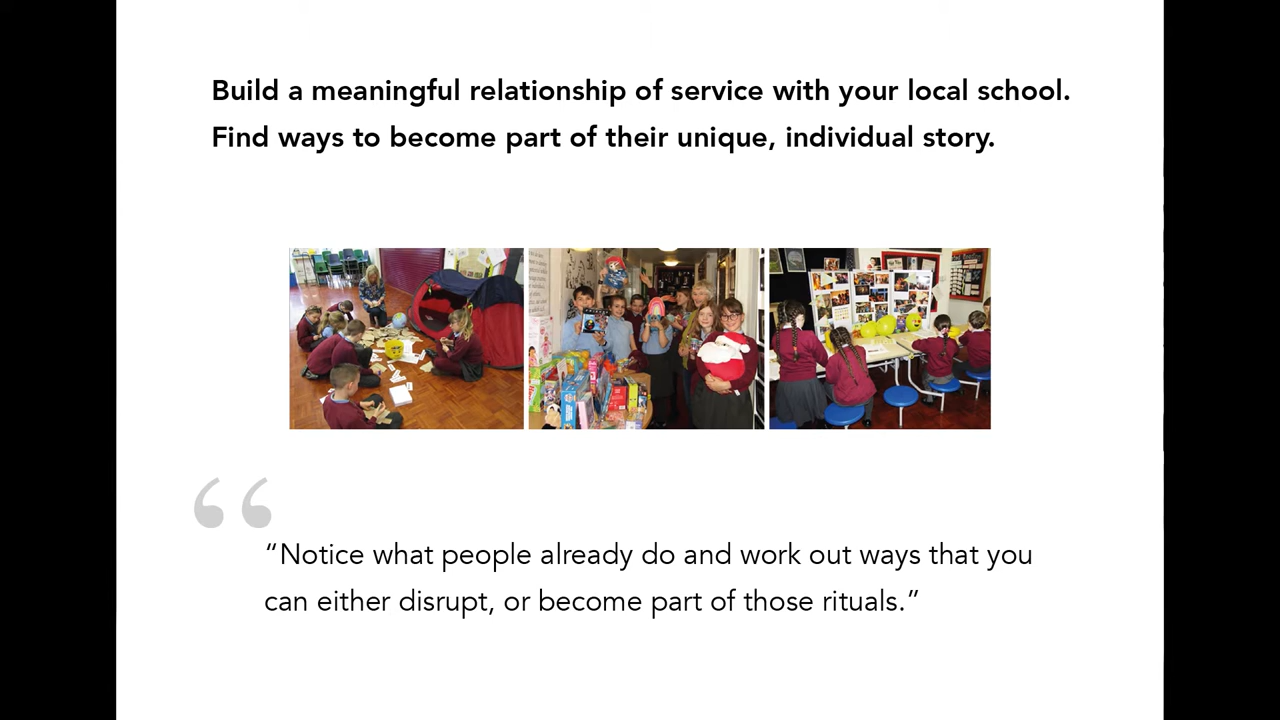 Build a meaningful relationship of service with your local school.
Find ways to become part of their unique, individual story.
“Notice what people already do and work out ways that you
can either disrupt, or become part of those rituals.”